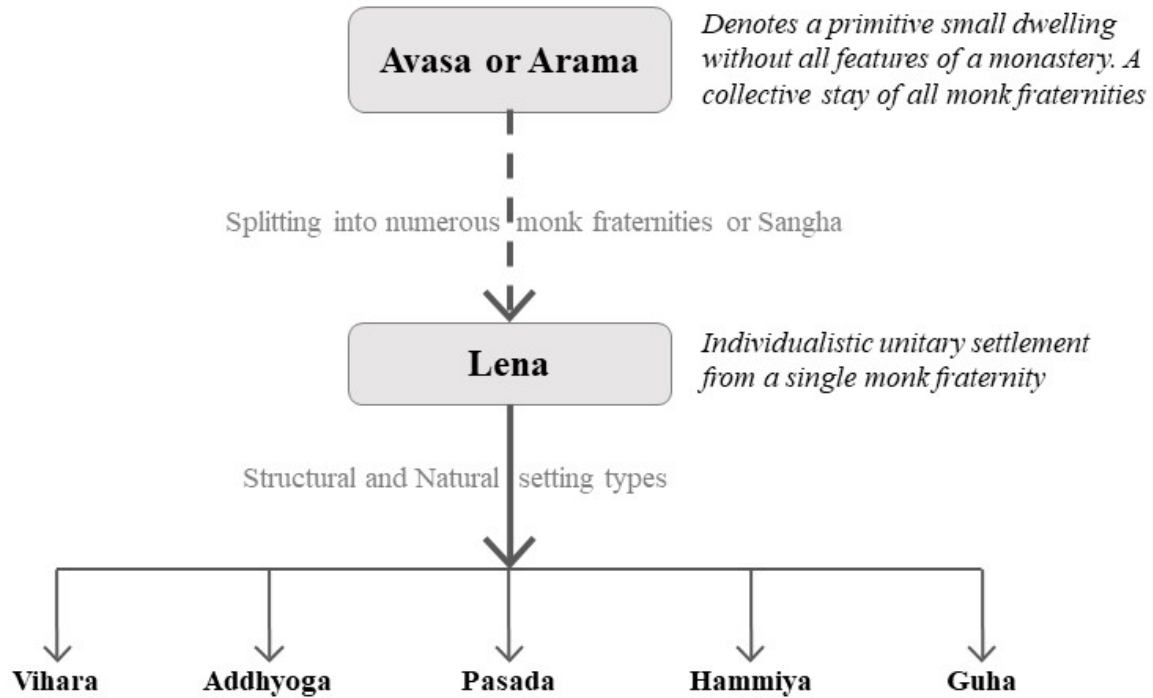 Avasa or Arama
Denotes a primitive small dwelling
without all features of a monastery. A
collective stay of all monk fraternities
Splitting into numerous monk fraternities or Sangha
Lena
Individualistic unitary settlement
from a single monk fraternity
Structural and Natural setting types
Vihara Addhyoga Pasada Hammiya Guha